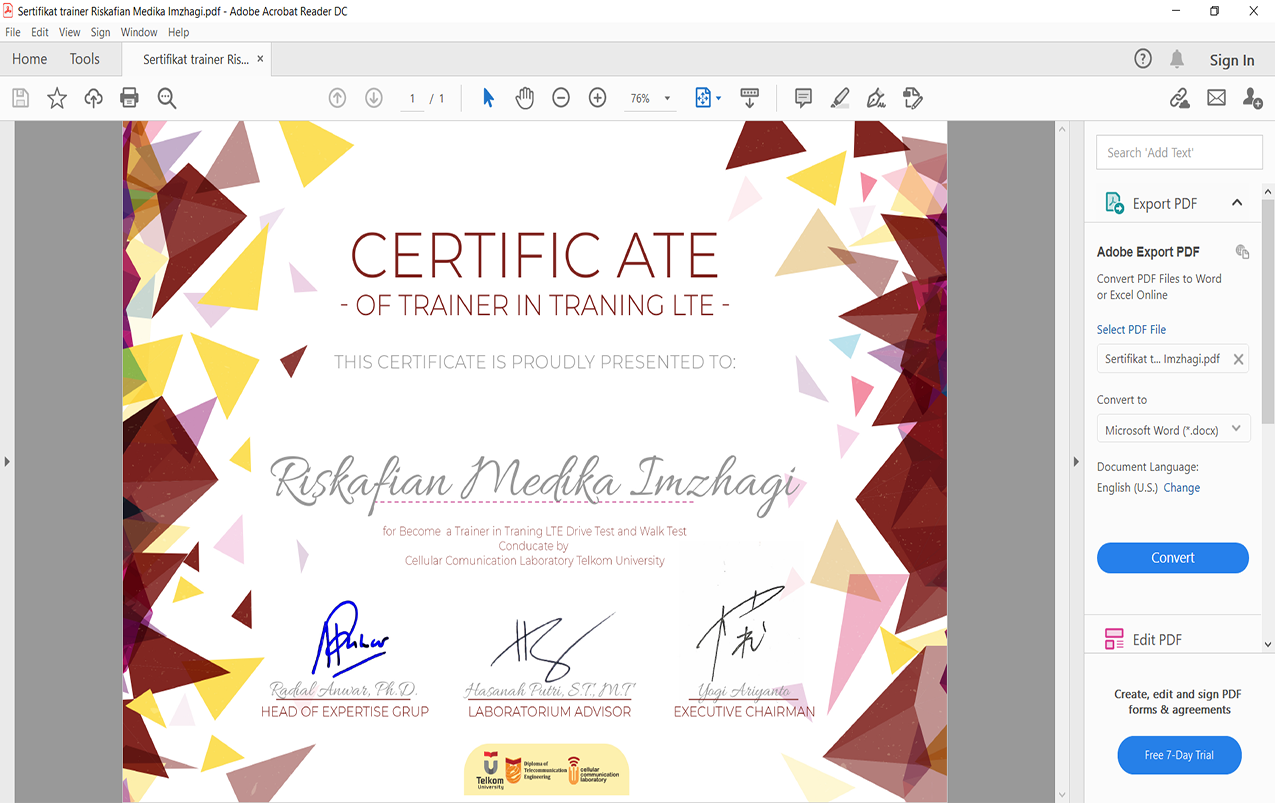 Sertifikat trainer Riskafian Medika Imzhagi.pdf - Adobe Acrobat Reader DC
File Edit View Sign Window Help
Home Tools Sertifikat trainer Ris... ×
Sign In
1 / 1
76%
Search 'Add Text'
Export PDF
Adobe Export PDF
Convert PDF Files to Word
or Excel Online
Select PDF File
Sertifikat t... Imzhagi.pdf
Convert to
Microsoft Word (*.docx)
Document Language:
English (U.S.) Change
Convert
Edit PDF
Create, edit and sign PDF
forms & agreements
Free 7-Day Trial
CERTIFIC ATE
- OF TRAINER IN TRANING LTE -
THIS CERTIFICATE IS PROUDLY PRESENTED TO:
Riskafian Medika Imzhagi
for Become a Trainer in Traning LTE Drive Test and Walk Test
Conducate by
Cellular Comunication Laboratory Telkom University
Radial Anwar, Ph.D.
HEAD OF EXPERTISE GRUP
Hasanah Putri, S.T., M.T
LABORATORIUM ADVISOR
Yogi Ariyanto
EXECUTIVE CHAIRMAN
Telkom
University
Diploma of
Telecommunication
Engineering
cellular
communication
laboratory